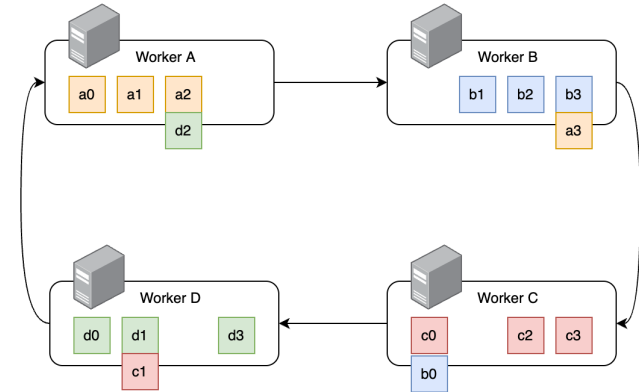 Worker A
a0 a1 a2
d2
Worker B
b1 b2 b3
a3
Worker D
d0 d1 d3
c1
Worker C
c0 c2 c3
b0